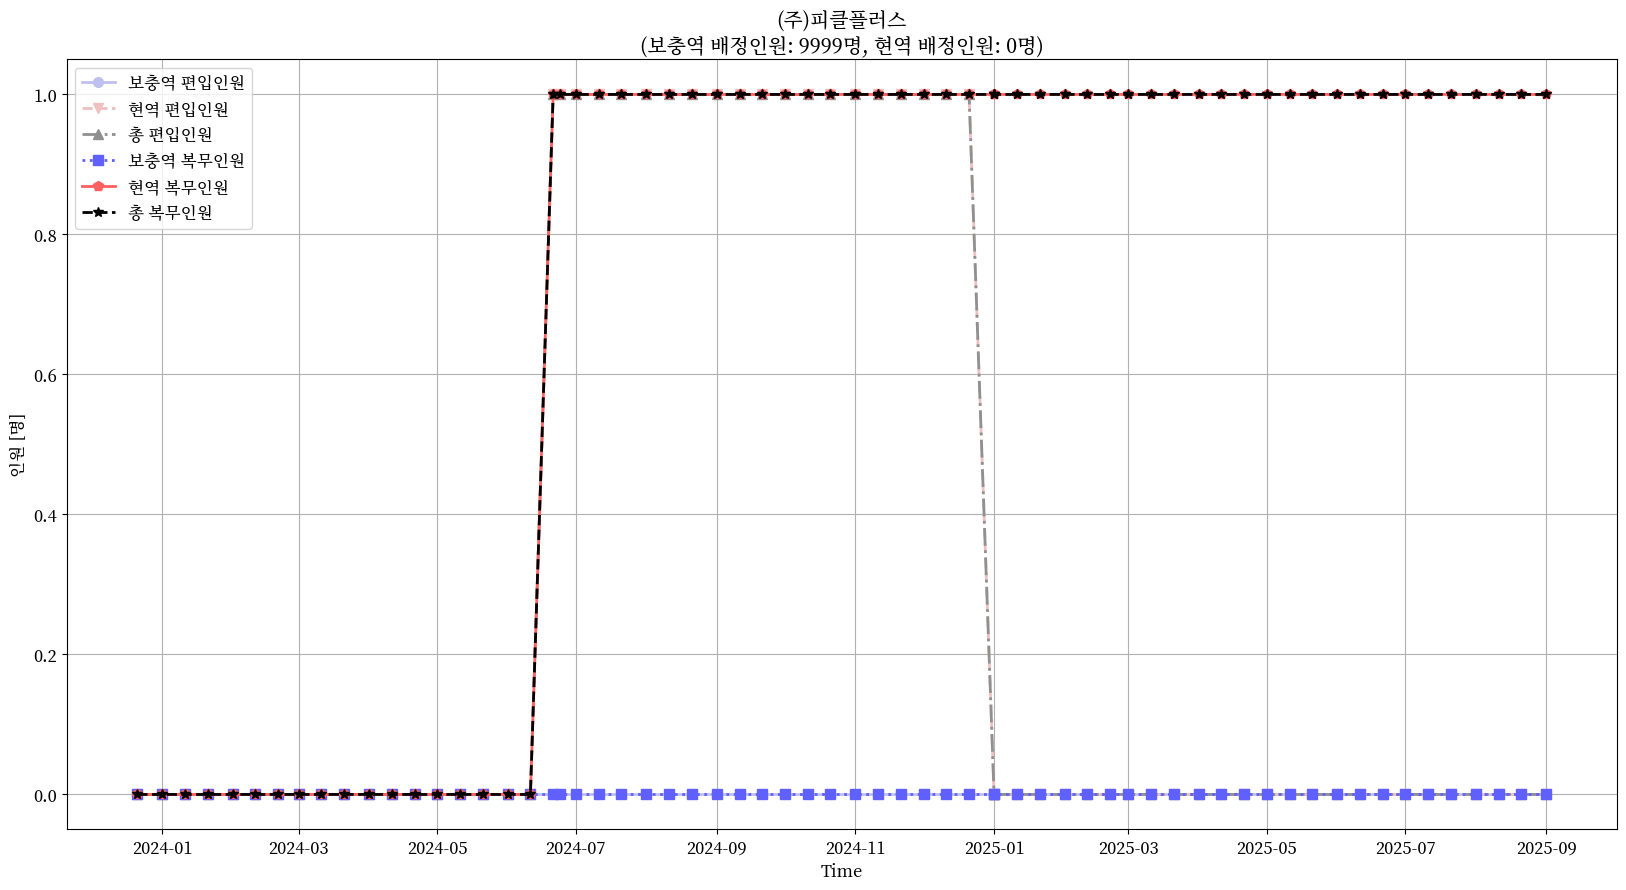 (주)피클플러스
(보충역 배정인원: 9999명, 현역 배정인원: 0명)
보충역 편입인원
현역 편입인원
총 편입인원
보충역 복무인원
현역 복무인원
총 복무인원
인원 [명]
1.0
0.8
0.6
0.4
0.2
0.0
2024-01 2024-03 2024-05 2024-07 2024-09 2024-11 2025-01 2025-03 2025-05 2025-07 2025-09
Time